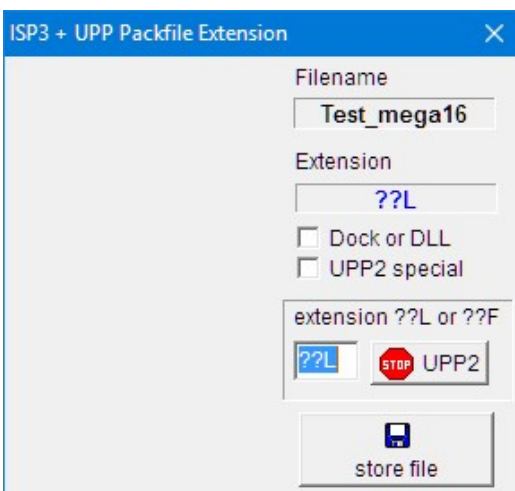 ISP3 + UPP Packfile Extension
Filename
Test_mega16
Extension
??L
Dock or DLL
UPP2 special
extension ??L or ??F
??L
STOP UPP2
store file